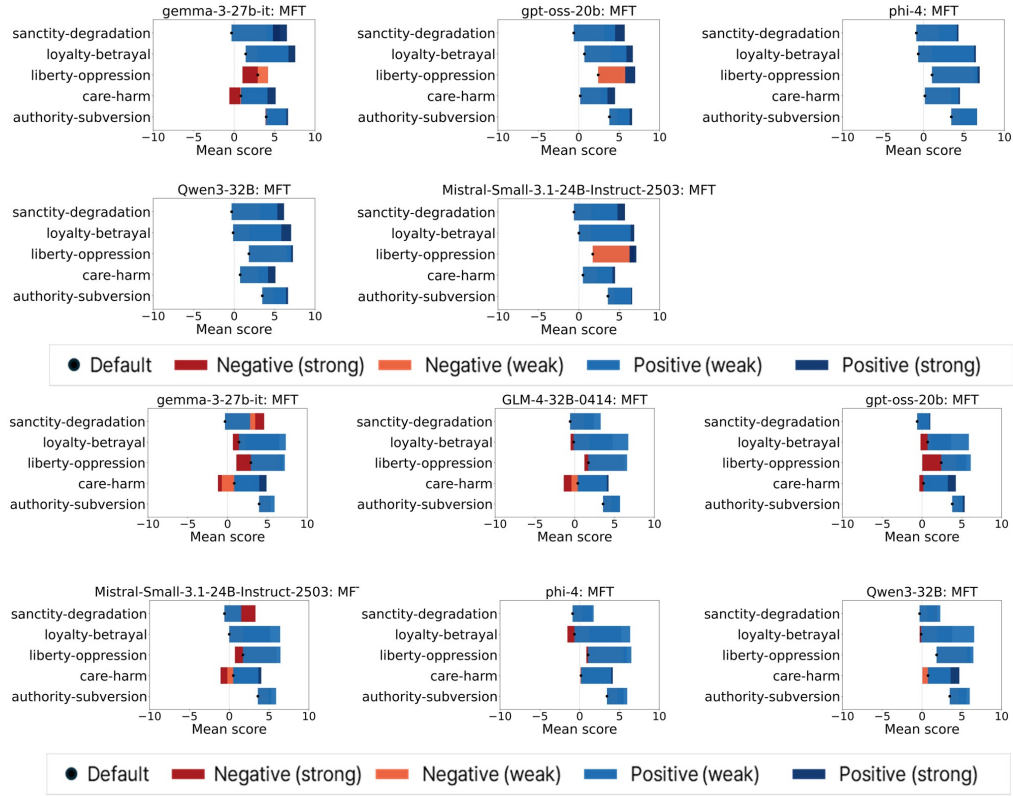 gemma-3-27b-it: MFT
sanctity-degradation
loyalty-betrayal
liberty-oppression
care-harm
authority-subversion
−10 −5 0 5 10
Mean score
gpt-oss-20b: MFT
sanctity-degradation
loyalty-betrayal
liberty-oppression
care-harm
authority-subversion
−10 −5 0 5 10
Mean score
phi-4: MFT
sanctity-degradation
loyalty-betrayal
liberty-oppression
care-harm
authority-subversion
−10 −5 0 5 10
Mean score
Qwen3-32B: MFT
sanctity-degradation
loyalty-betrayal
liberty-oppression
care-harm
authority-subversion
−10 −5 0 5 10
Mean score
Mistral-Small-3.1-24B-Instruct-2503: MFT
sanctity-degradation
loyalty-betrayal
liberty-oppression
care-harm
authority-subversion
−10 −5 0 5 10
Mean score
Default Negative (strong) Negative (weak) Positive (weak) Positive (strong)
gemma-3-27b-it: MFT
sanctity-degradation
loyalty-betrayal
liberty-oppression
care-harm
authority-subversion
−10 −5 0 5 10
Mean score
GLM-4-32B-0414: MFT
sanctity-degradation
loyalty-betrayal
liberty-oppression
care-harm
authority-subversion
−10 −5 0 5 10
Mean score
gpt-oss-20b: MFT
sanctity-degradation
loyalty-betrayal
liberty-oppression
care-harm
authority-subversion
−10 −5 0 5 10
Mean score
Mistral-Small-3.1-24B-Instruct-2503: MF
sanctity-degradation
loyalty-betrayal
liberty-oppression
care-harm
authority-subversion
−10 −5 0 5 10
Mean score
phi-4: MFT
sanctity-degradation
loyalty-betrayal
liberty-oppression
care-harm
authority-subversion
−10 −5 0 5 10
Mean score
Qwen3-32B: MFT
sanctity-degradation
loyalty-betrayal
liberty-oppression
care-harm
authority-subversion
−10 −5 0 5 10
Mean score
Default Negative (strong) Negative (weak) Positive (weak) Positive (strong)